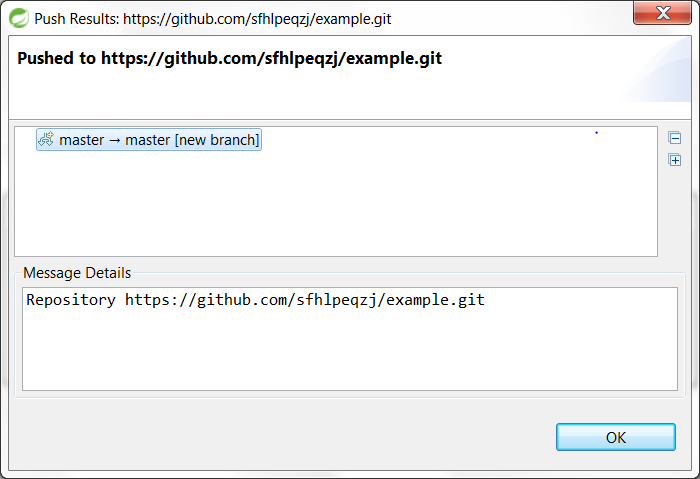 Push Results: https://github.com/sfhlpeqzj/example.git
Pushed to https://github.com/sfhlpeqzj/example.git
master → master [new branch]
Message Details
Repository https://github.com/sfhlpeqzj/example.git
OK